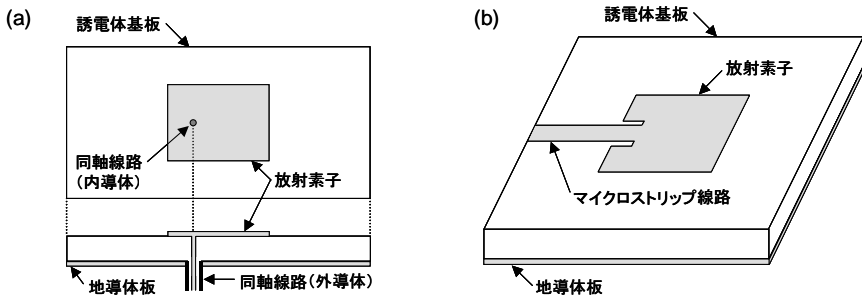 (a)
誘電体基板
同軸線路
(内導体)
放射素子
地導体板
同軸線路(外導体)
(b)
誘電体基板
放射素子
マイクロストリップ線路
地導体板